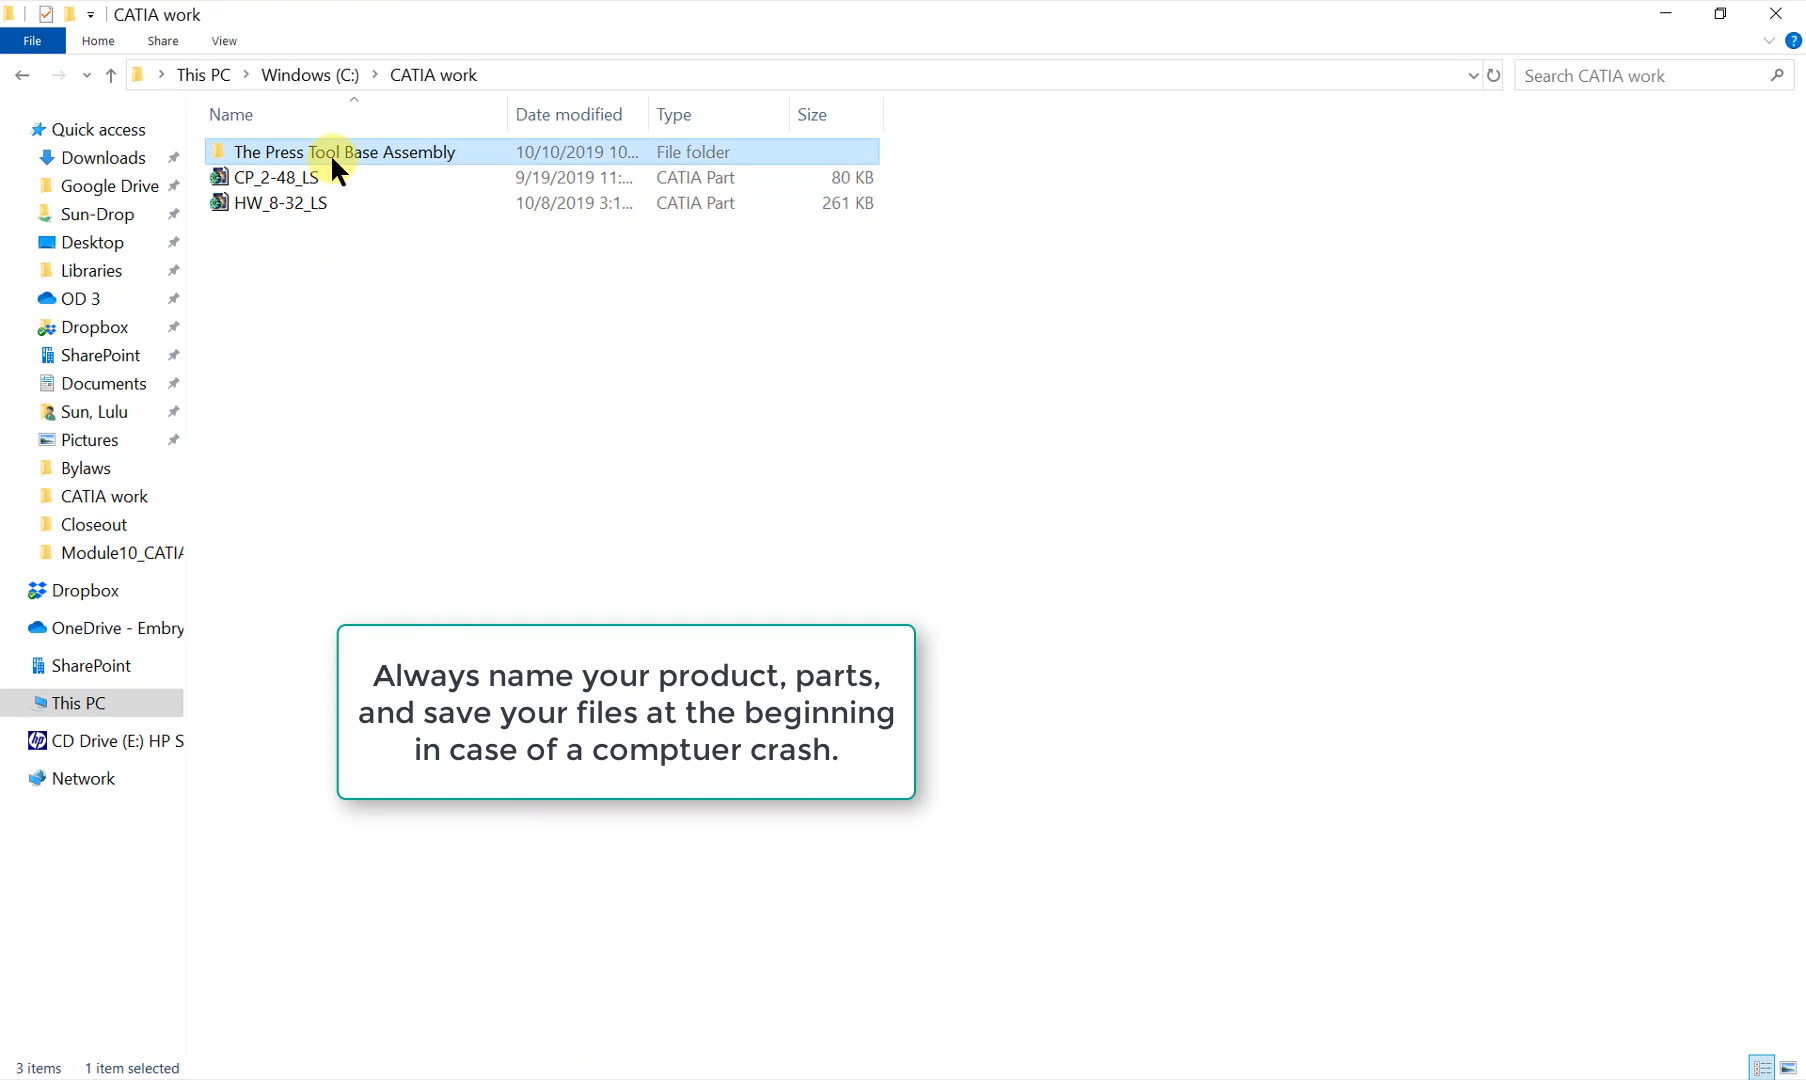 CATIA work
File Home Share View
This PC Windows (C:) CATIA work
Search CATIA work
Name Date modified Type Size
The Press Tool Base Assembly 10/10/2019 10... File folder
CP_2-48_LS 9/19/2019 11:... CATIA Part 80 KB
HW_8-32_LS 10/8/2019 3:1... CATIA Part 261 KB
Quick access
Downloads
Google Drive
Sun-Drop
Desktop
Libraries
OD 3
Dropbox
SharePoint
Documents
Sun, Lulu
Pictures
Bylaws
CATIA work
Closeout
Module10_CATIA
Dropbox
OneDrive - Embry
SharePoint
This PC
CD Drive (E:) HP S
Network
Always name your product, parts,
and save your files at the beginning
in case of a comptuer crash.
3 items 1 item selected